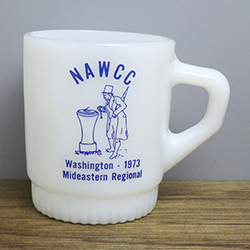 NAWCC
Washington - 1973
Mideastern Regional